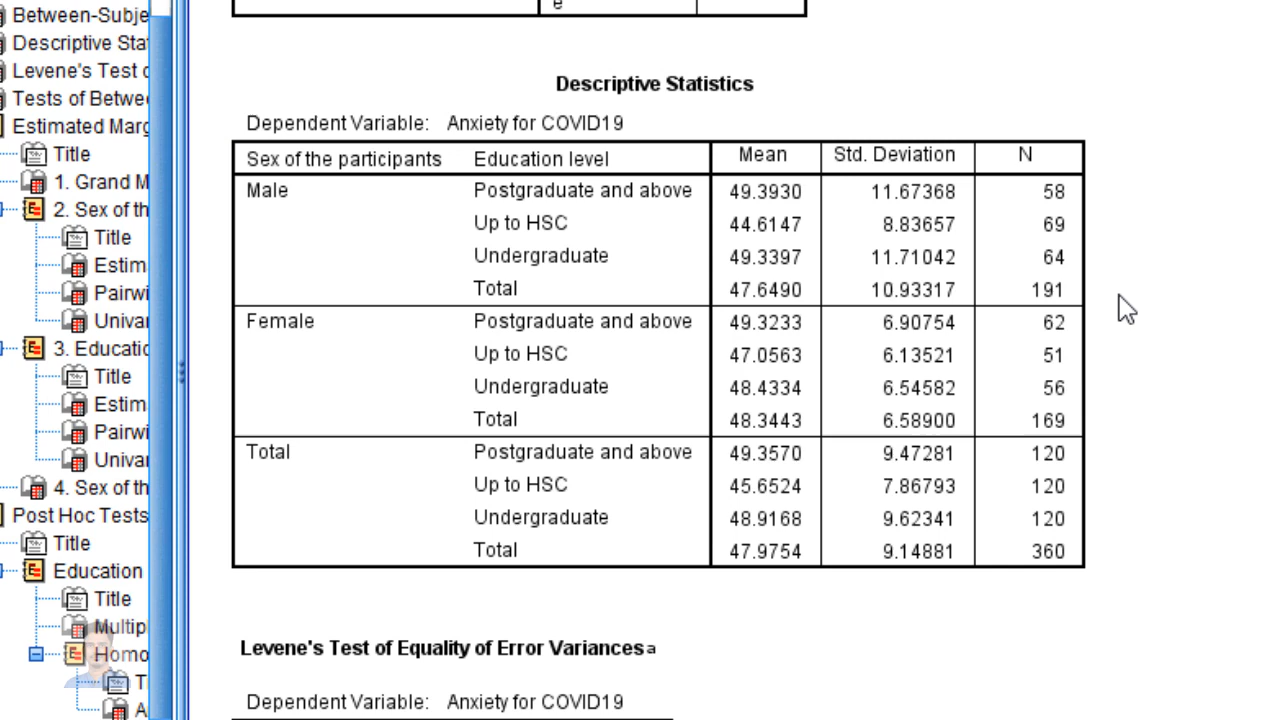 Between-Subje
Descriptive Stat
Levene's Test o
Tests of Betwee
Estimated Marg
Title
1. Grand M
2. Sex of th
Title
Estim
Pairwi
Univar
3. Educatio
Title
Estim
Pairwi
Univar
4. Sex of th
Post Hoc Tests
Title
Education
Title
Multip
Homo
T
A
e
Descriptive Statistics
Dependent Variable: Anxiety for COVID19
Sex of the participants Education level Mean Std. Deviation N
Male Postgraduate and above 49.3930 11.67368 58
Up to HSC 44.6147 8.83657 69
Undergraduate 49.3397 11.71042 64
Total 47.6490 10.93317 191
Female Postgraduate and above 49.3233 6.90754 62
Up to HSC 47.0563 6.13521 51
Undergraduate 48.4334 6.54582 56
Total 48.3443 6.58900 169
Total Postgraduate and above 49.3570 9.47281 120
Up to HSC 45.6524 7.86793 120
Undergraduate 48.9168 9.62341 120
Total 47.9754 9.14881 360
Levene's Test of Equality of Error Variances a
Dependent Variable: Anxiety for COVID19